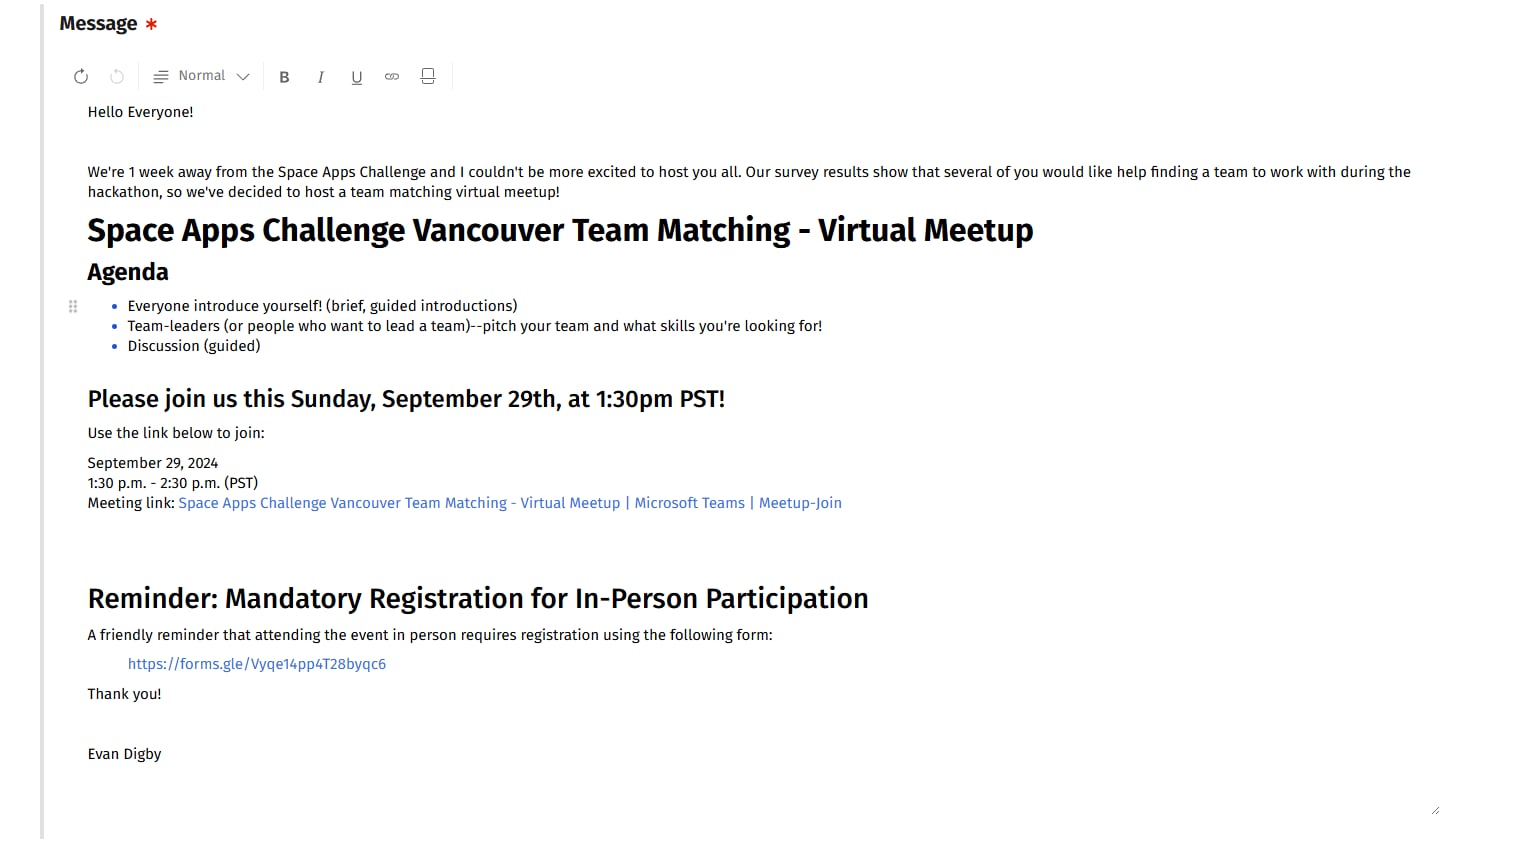 Message *
Normal
B I U
Hello Everyone!
We're 1 week away from the Space Apps Challenge and I couldn't be more excited to host you all. Our survey results show that several of you would like help finding a team to work with during the
hackathon, so we've decided to host a team matching virtual meetup!
Space Apps Challenge Vancouver Team Matching - Virtual Meetup
Agenda
• Everyone introduce yourself! (brief, guided introductions)
• Team-leaders (or people who want to lead a team)--pitch your team and what skills you're looking for!
• Discussion (guided)
Please join us this Sunday, September 29th, at 1:30pm PST!
Use the link below to join:
September 29, 2024
1:30 p.m. - 2:30 p.m. (PST)
Meeting link: Space Apps Challenge Vancouver Team Matching - Virtual Meetup | Microsoft Teams | Meetup-Join
Reminder: Mandatory Registration for In-Person Participation
A friendly reminder that attending the event in person requires registration using the following form:
https://forms.gle/Vyqe14pp4T28byqc6
Thank you!
Evan Digby